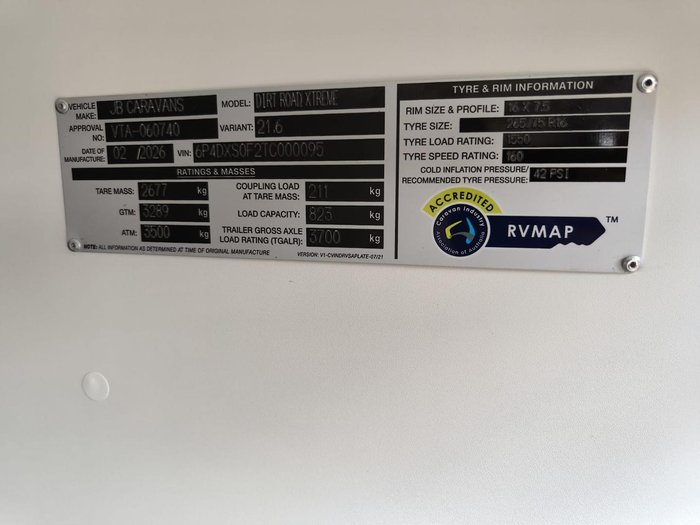 VEHICLE MAKE: JB CARAVANS MODEL: DIRT ROAD XTREME
APPROVAL NO: VTA-060740 VARIANT: 21.6
DATE OF MANUFACTURE: 02 /2026 VIN: 6P4DXS0F2TC000095
RATINGS & MASSES
TARE MASS: 2677 kg COUPLING LOAD AT TARE MASS: 211 kg
GTM: 3289 kg LOAD CAPACITY: 823 kg
ATM: 3500 kg TRAILER GROSS AXLE LOAD RATING (TGALR): 3700 kg
NOTE: ALL INFORMATION AS DETERMINED AT TIME OF ORIGINAL MANUFACTURE VERSION: V1-CVINDRVSAPLATE-07/21
TYRE & RIM INFORMATION
RIM SIZE & PROFILE: 16 X 7.5
TYRE SIZE: 265/75 R16
TYRE LOAD RATING: 1550
TYRE SPEED RATING: 160
COLD INFLATION PRESSURE/
RECOMMENDED TYRE PRESSURE: 42 PSI
ACCREDITED
Caravan Industry
Association of Australia
RVMAP ™